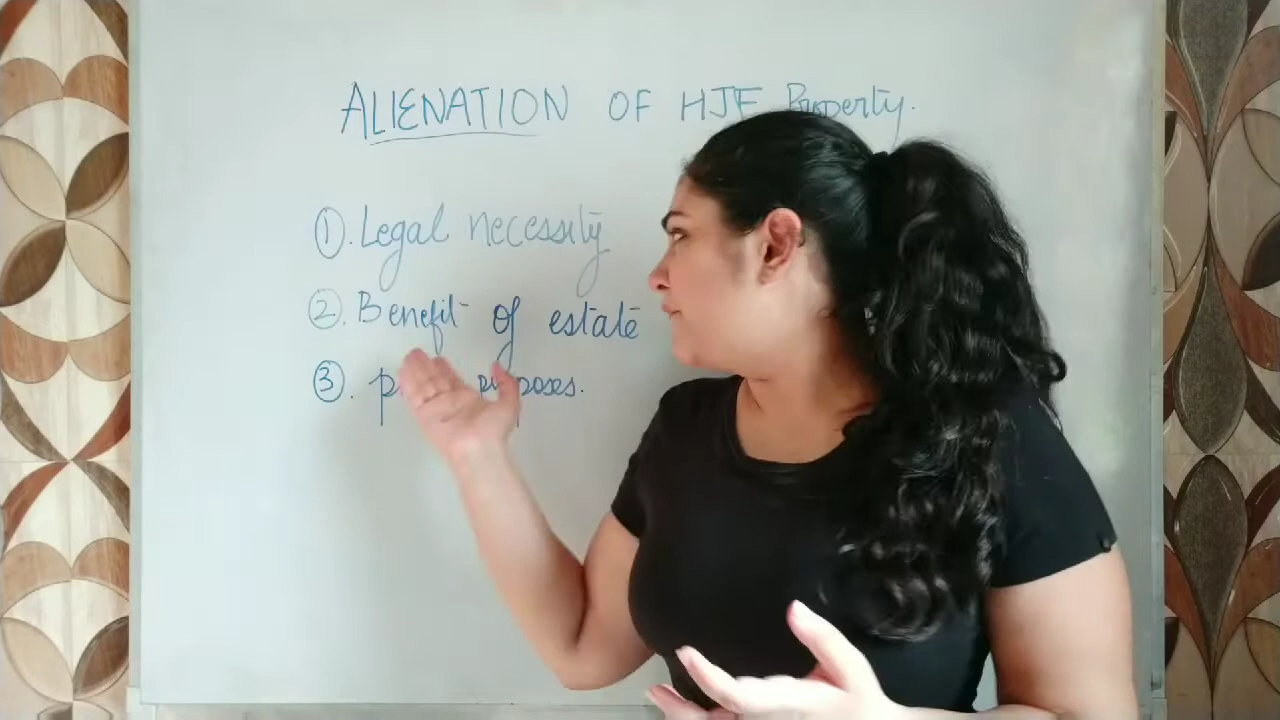 ALIENATION OF HJF Property.
①. Legal necessity
②. Benefit of estate
③. purposes.